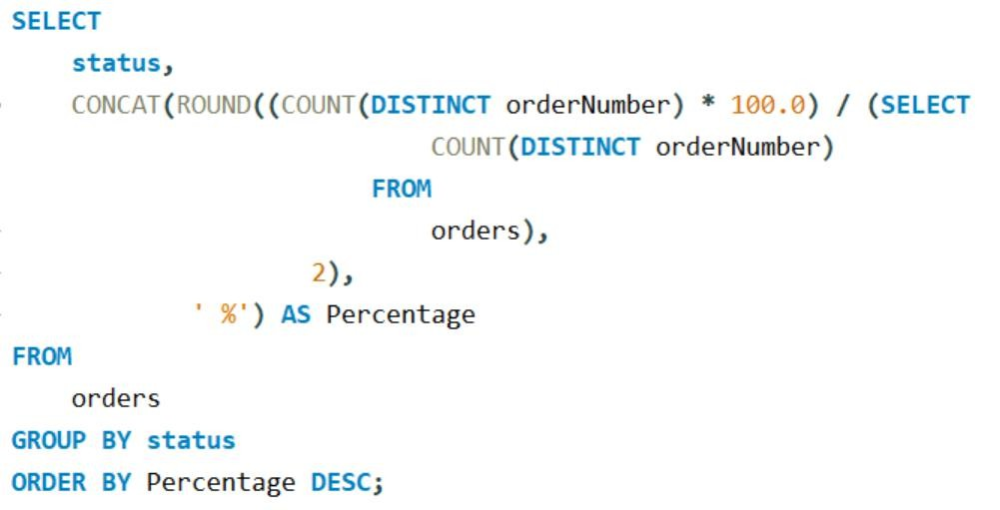 SELECT
    status,
    CONCAT(ROUND((COUNT(DISTINCT orderNumber) * 100.0) / (SELECT
                            COUNT(DISTINCT orderNumber)
                        FROM
                            orders),
                    2),
            ' %') AS Percentage
FROM
    orders
GROUP BY status
ORDER BY Percentage DESC;